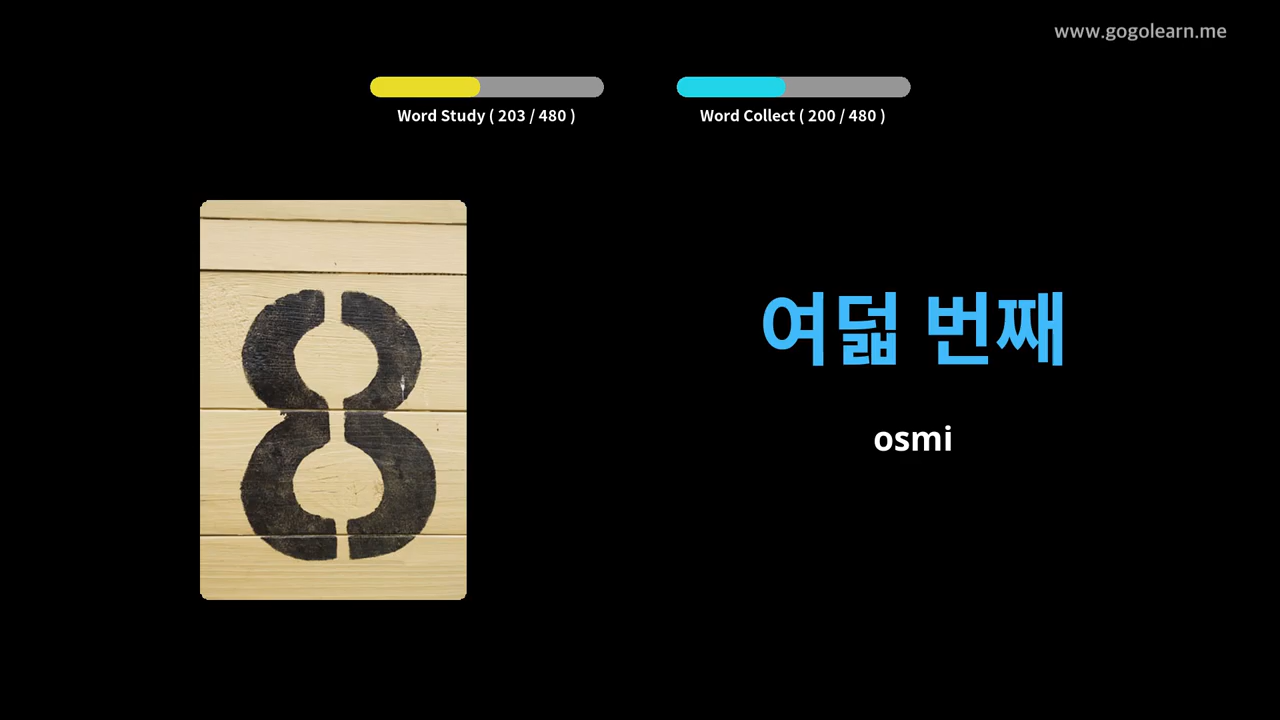 www.gogolearn.me
Word Study ( 203 / 480 )
Word Collect ( 200 / 480 )
8
여덟 번째
osmi